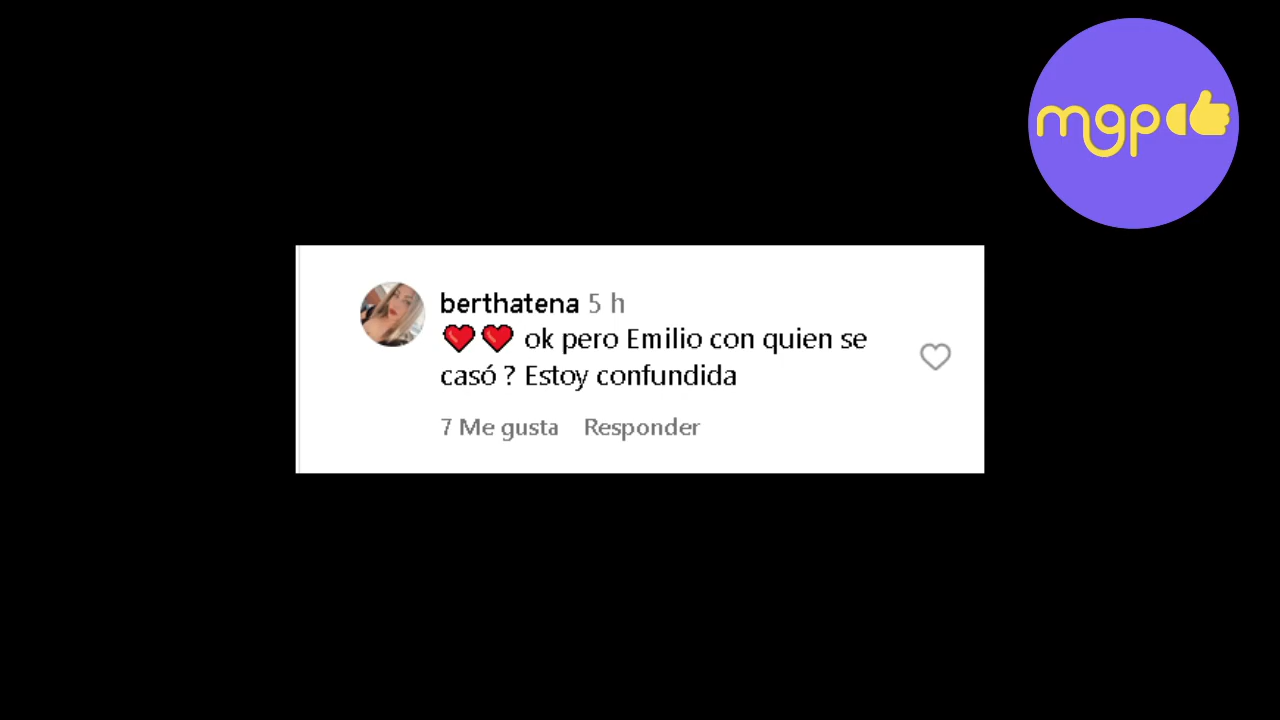 mgp
berthatena 5 h
❤️❤️ ok pero Emilio con quien se
casó ? Estoy confundida
7 Me gusta Responder